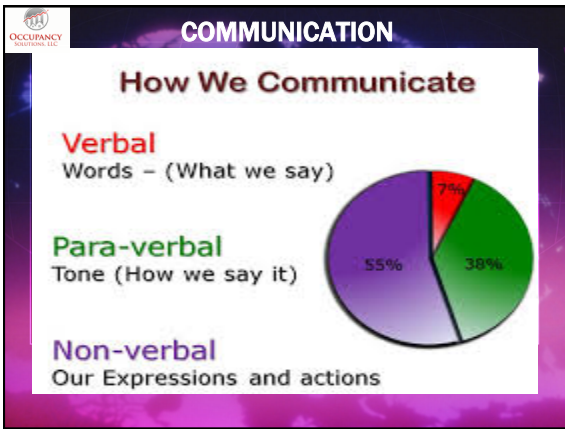 OCCUPANCY
SOLUTIONS, LLC
COMMUNICATION
How We Communicate
Verbal
Words – (What we say)
Para-verbal
Tone (How we say it)
Non-verbal
Our Expressions and actions
7%
55%
38%